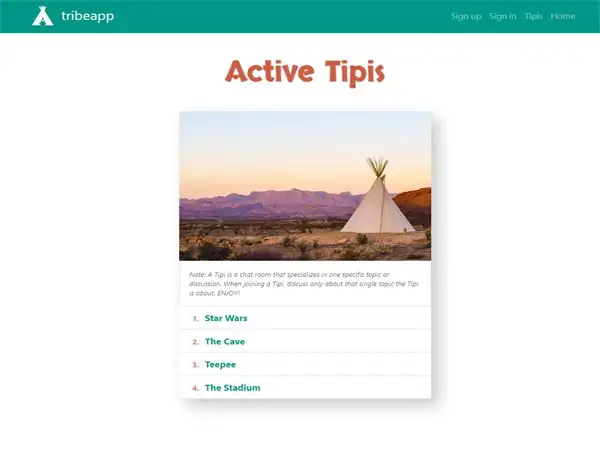 tribeapp
Sign up Sign in Tipis Home
Active Tipis
Note: A Tipi is a chat room that specializes in one specific topic or
discussion. When joining a Tipi, discuss only about that single topic the Tipi
is about. ENJOY!
1. Star Wars
2. The Cave
3. Teepee
4. The Stadium